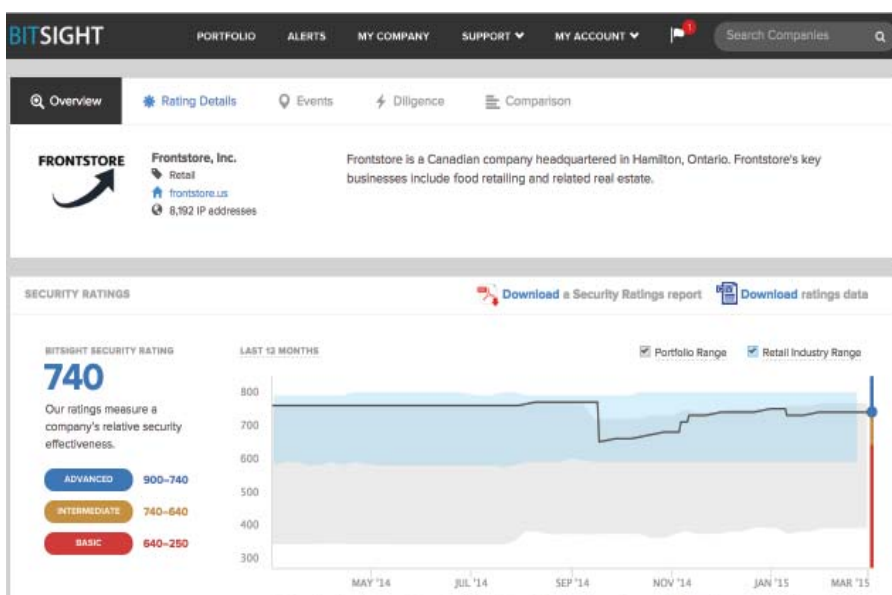 BITSIGHT PORTFOLIO ALERTS MY COMPANY SUPPORT MY ACCOUNT 1 Search Companies
Overview Rating Details Events Diligence Comparison
FRONTSTORE
Frontstore, Inc.
Retail
frontstore.us
8,192 IP addresses
Frontstore is a Canadian company headquartered in Hamilton, Ontario. Frontstore's key
businesses include food retailing and related real estate.
SECURITY RATINGS Download a Security Ratings report Download ratings data
BITSIGHT SECURITY RATING
740
Our ratings measure a
company's relative security
effectiveness.
ADVANCED 900–740
INTERMEDIATE 740–640
BASIC 640–250
LAST 12 MONTHS Portfolio Range Retail Industry Range
800
700
600
500
400
300
MAY '14 JUL '14 SEP '14 NOV '14 JAN '15 MAR '15